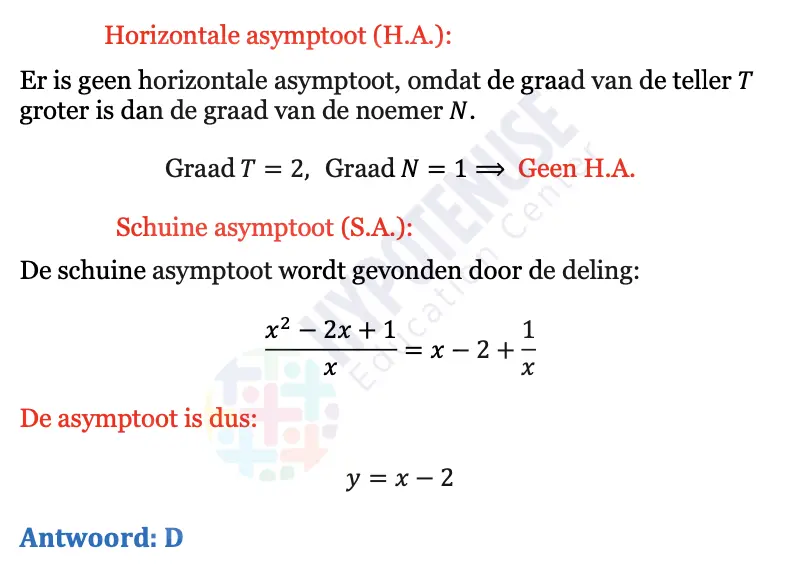 Horizontale asymptoot (H.A.):
Er is geen horizontale asymptoot, omdat de graad van de teller T
groter is dan de graad van de noemer N.
Graad T = 2, Graad N = 1 ⟹ Geen H.A.
Schuine asymptoot (S.A.):
De schuine asymptoot wordt gevonden door de deling:
\frac{x^2 - 2x + 1}{x} = x - 2 + \frac{1}{x}
De asymptoot is dus:
y = x − 2
Antwoord: D
HYPOTENUSE
Education Center